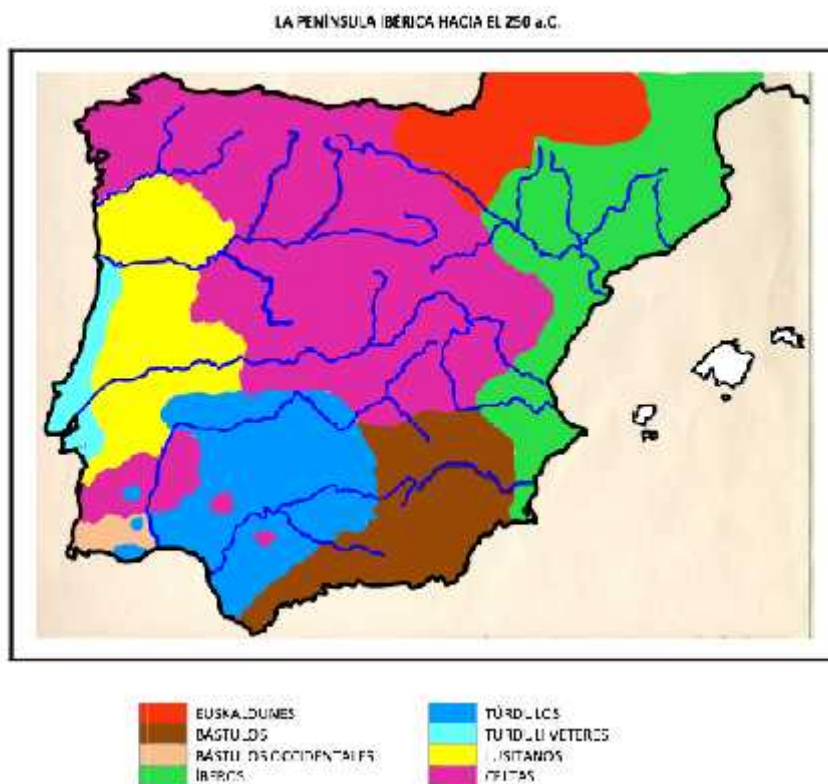 LA PENÍNSULA IBÉRICA HACIA EL 250 a.C.
EUSKALDUNES
BÁSTULOS
BÁSTULOS OCCIDENTALES
ÍBEROS
TÚRDULOS
TURDULI VETERES
LUSITANOS
CELTAS